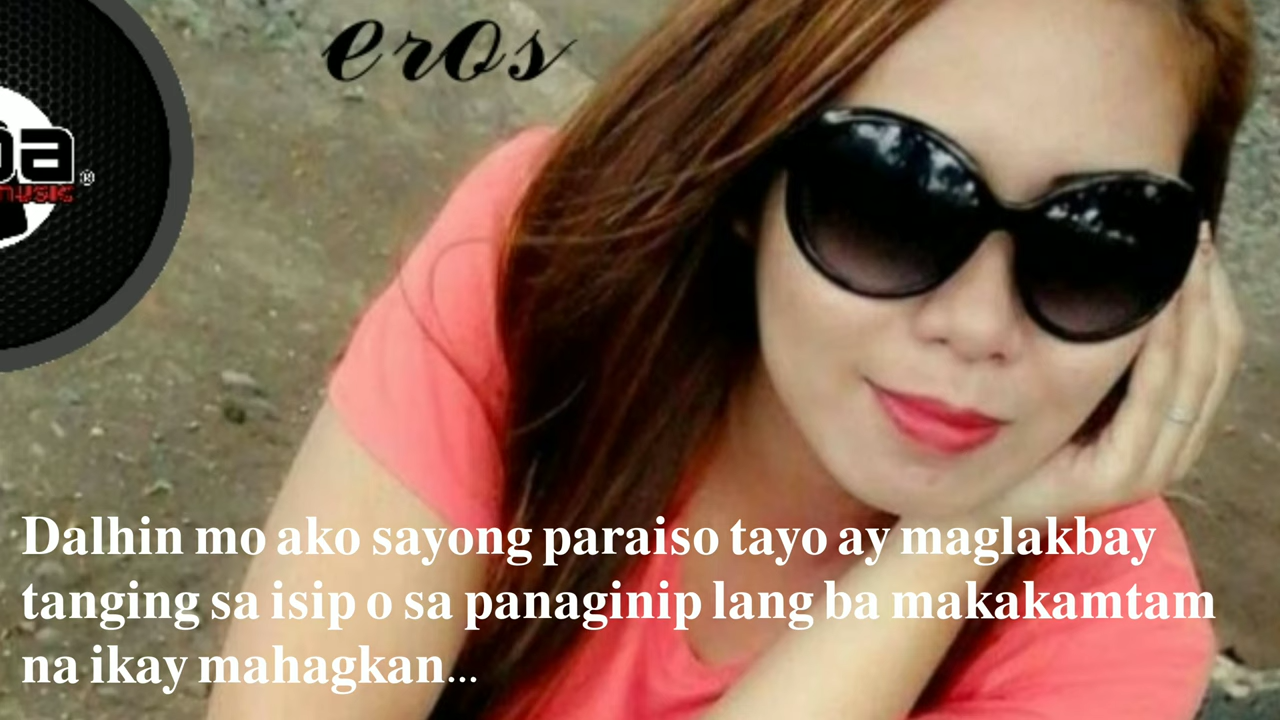 eros
music
Dalhin mo ako sayong paraiso tayo ay maglakbay
tanging sa isip o sa panaginip lang ba makakamtam
na ikay mahagkan...